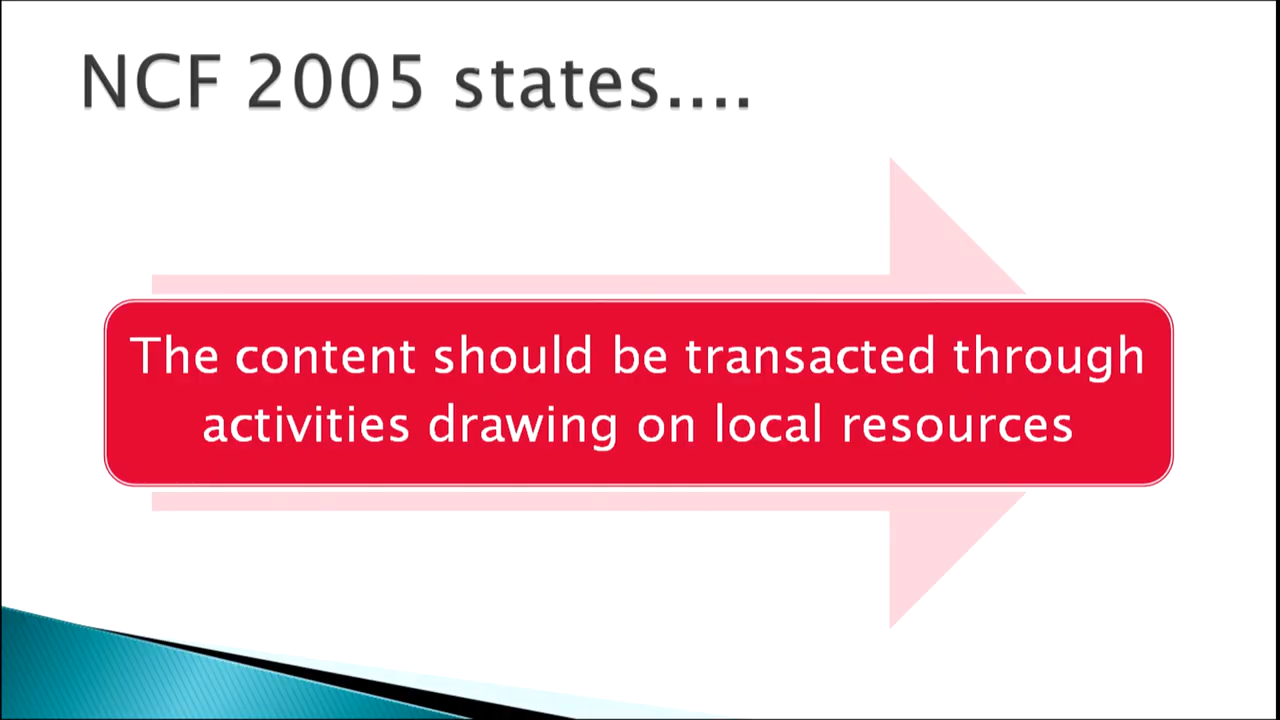 NCF 2005 states....
The content should be transacted through
activities drawing on local resources